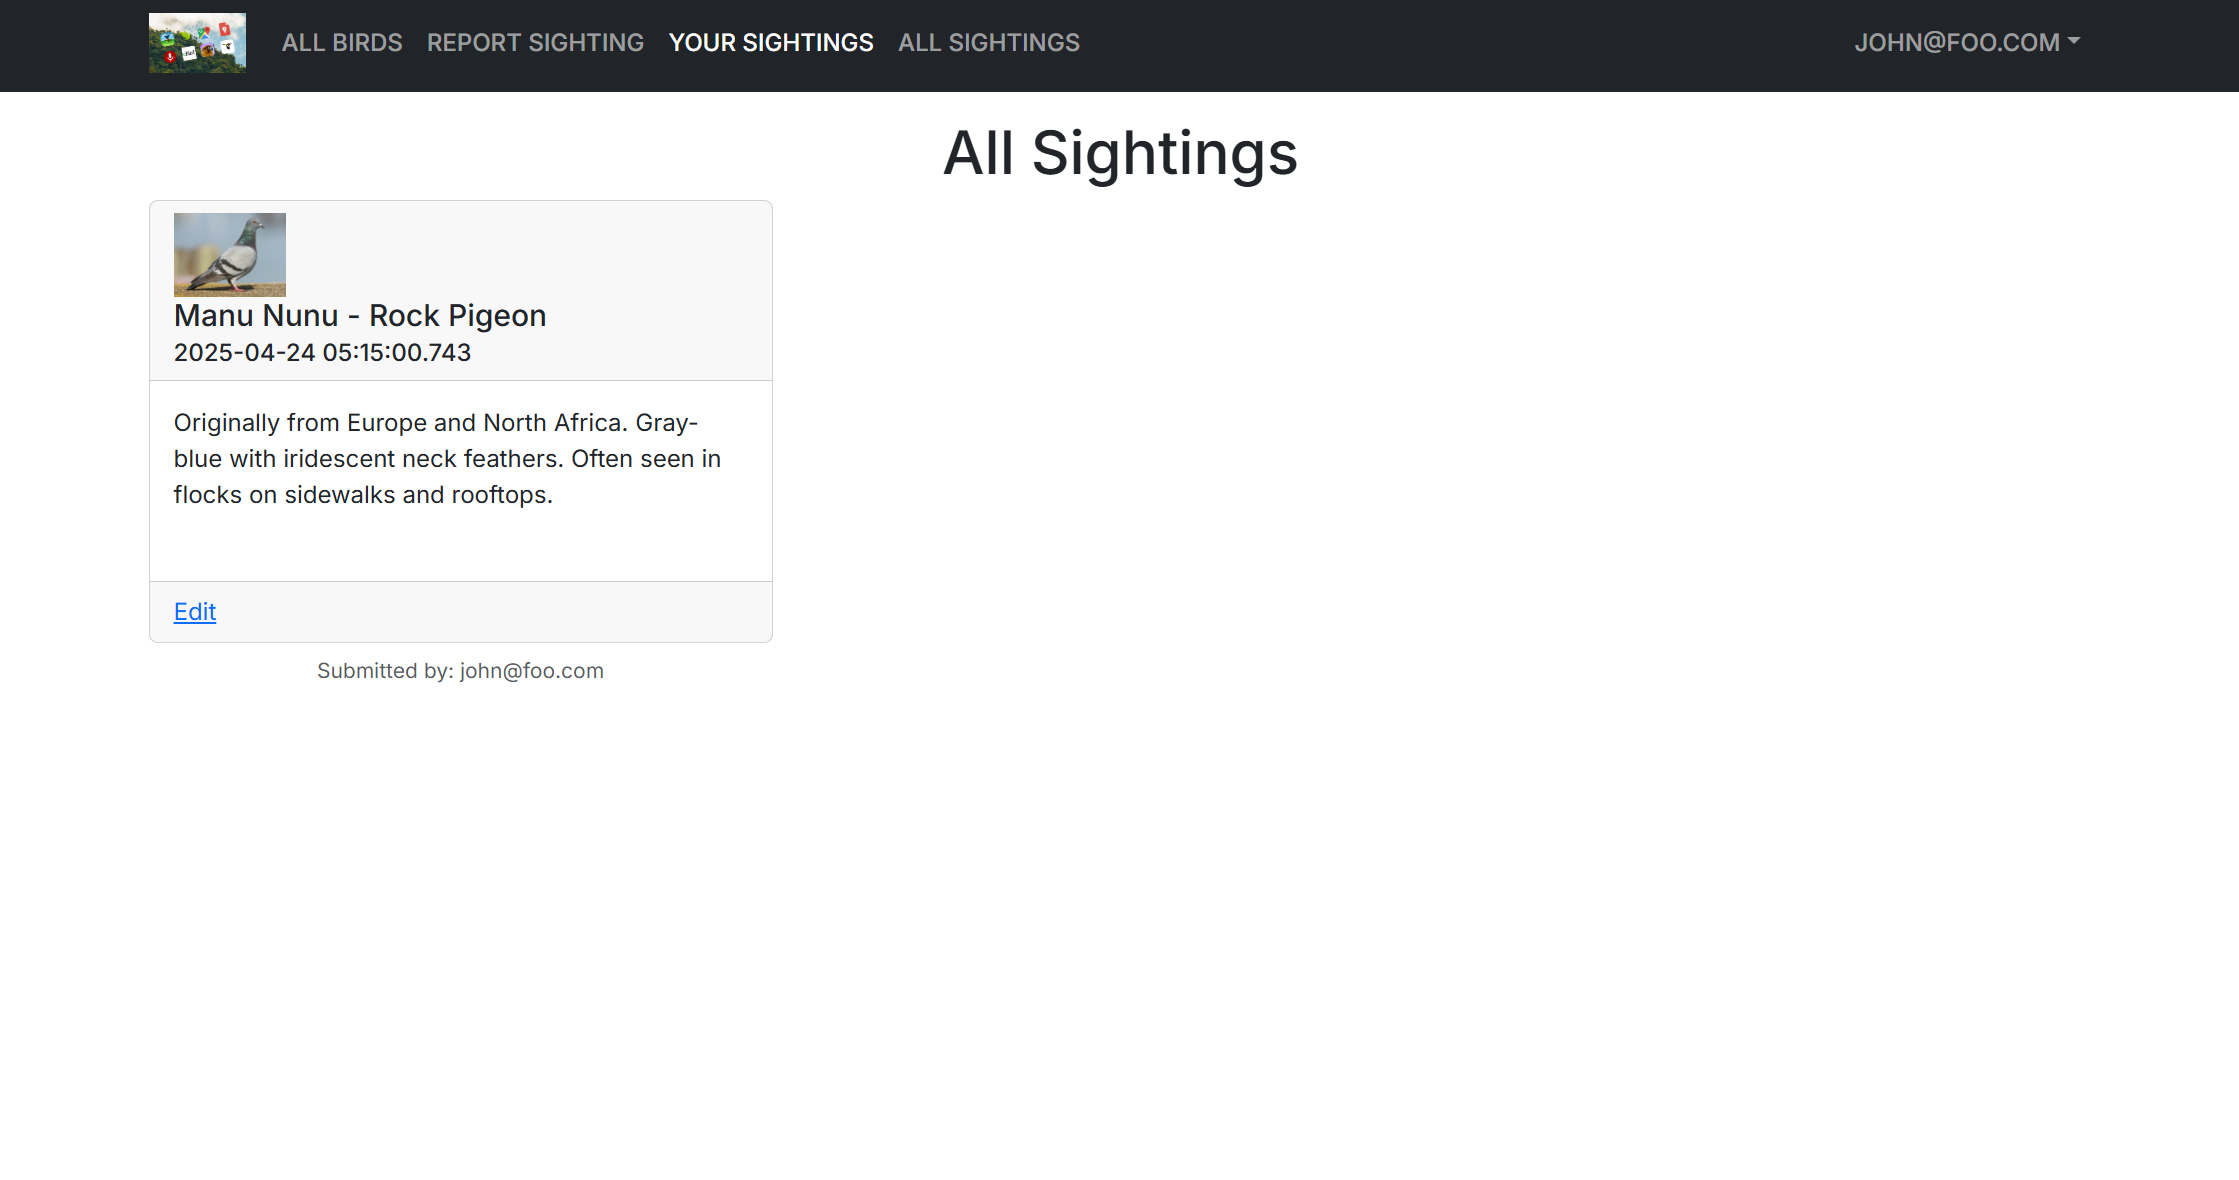 ALL BIRDS REPORT SIGHTING YOUR SIGHTINGS ALL SIGHTINGS JOHN@FOO.COM
All Sightings
Manu Nunu - Rock Pigeon
2025-04-24 05:15:00.743
Originally from Europe and North Africa. Gray-
blue with iridescent neck feathers. Often seen in
flocks on sidewalks and rooftops.
Edit
Submitted by: john@foo.com